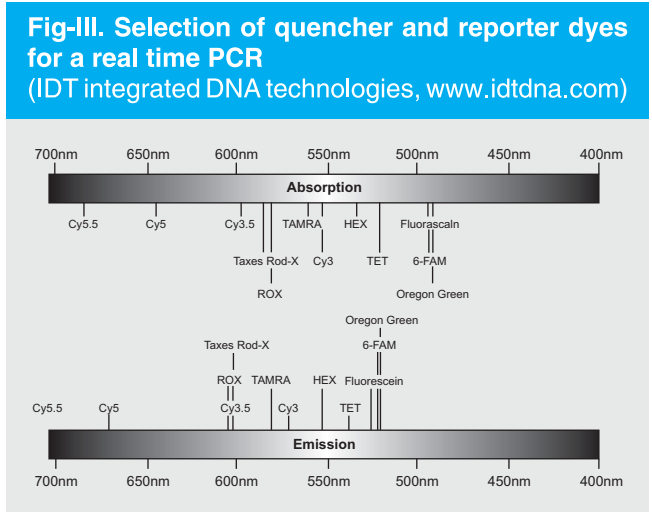 Fig-III. Selection of quencher and reporter dyes
for a real time PCR
(IDT integrated DNA technologies, www.idtdna.com)
700nm 650nm 600nm 550nm 500nm 450nm 400nm
Absorption
Cy5.5 Cy5 Cy3.5 TAMRA HEX Fluorascaln
Taxes Rod-X Cy3 TET 6-FAM
ROX Oregon Green
Oregon Green
Taxes Rod-X 6-FAM
ROX TAMRA HEX Fluorescein
Cy5.5 Cy5 Cy3.5 Cy3 TET
Emission
700nm 650nm 600nm 550nm 500nm 450nm 400nm